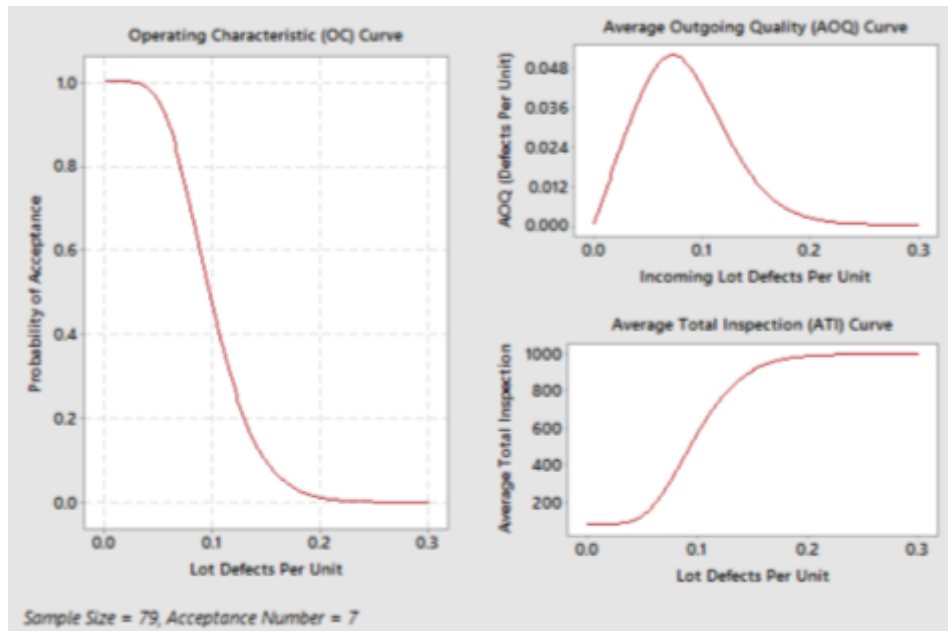 Operating Characteristic (OC) Curve
Probability of Acceptance
1.0
0.8
0.6
0.4
0.2
0.0
0.0 0.1 0.2 0.3
Lot Defects Per Unit
Average Outgoing Quality (AOQ) Curve
AOQ (Defects Per Unit)
0.048
0.036
0.024
0.012
0.000
0.0 0.1 0.2 0.3
Incoming Lot Defects Per Unit
Average Total Inspection (ATI) Curve
Average Total Inspection
1000
800
600
400
200
0.0 0.1 0.2 0.3
Lot Defects Per Unit
Sample Size = 79, Acceptance Number = 7